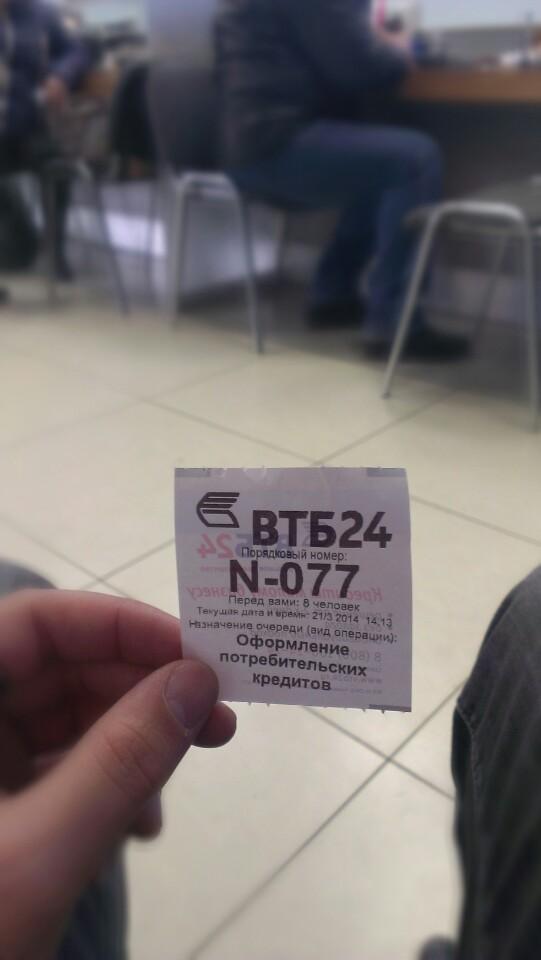 ВТБ24
Порядковый номер:
N-077
Перед вами: 8 человек
Текущая дата и время: 21/3 2014 14:13
Назначение очереди (вид операции):
Оформление
потребительских
кредитов